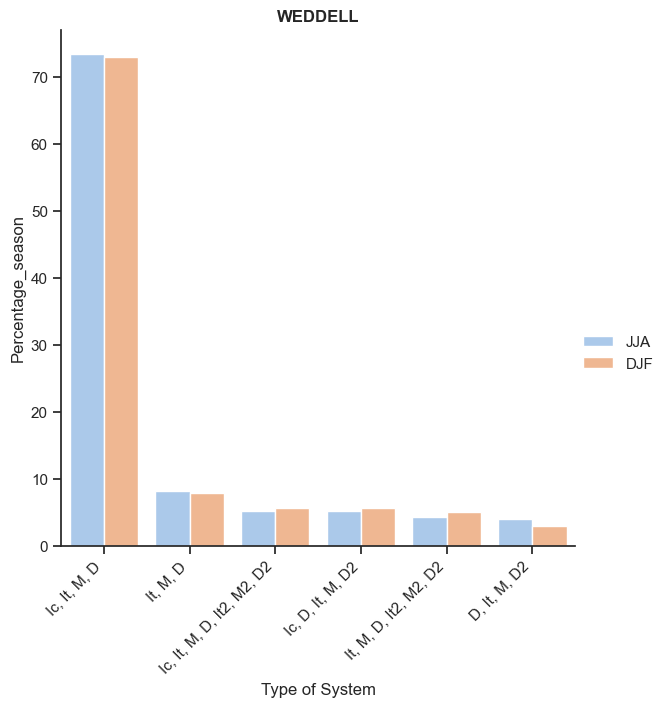 WEDDELL
Percentage_season
70
60
50
40
30
20
10
0
Ic, It, M, D
It, M, D
Ic, It, M, D, It2, M2, D2
Ic, D, It, M, D2
It, M, D, It2, M2, D2
D, It, M, D2
Type of System
JJA
DJF